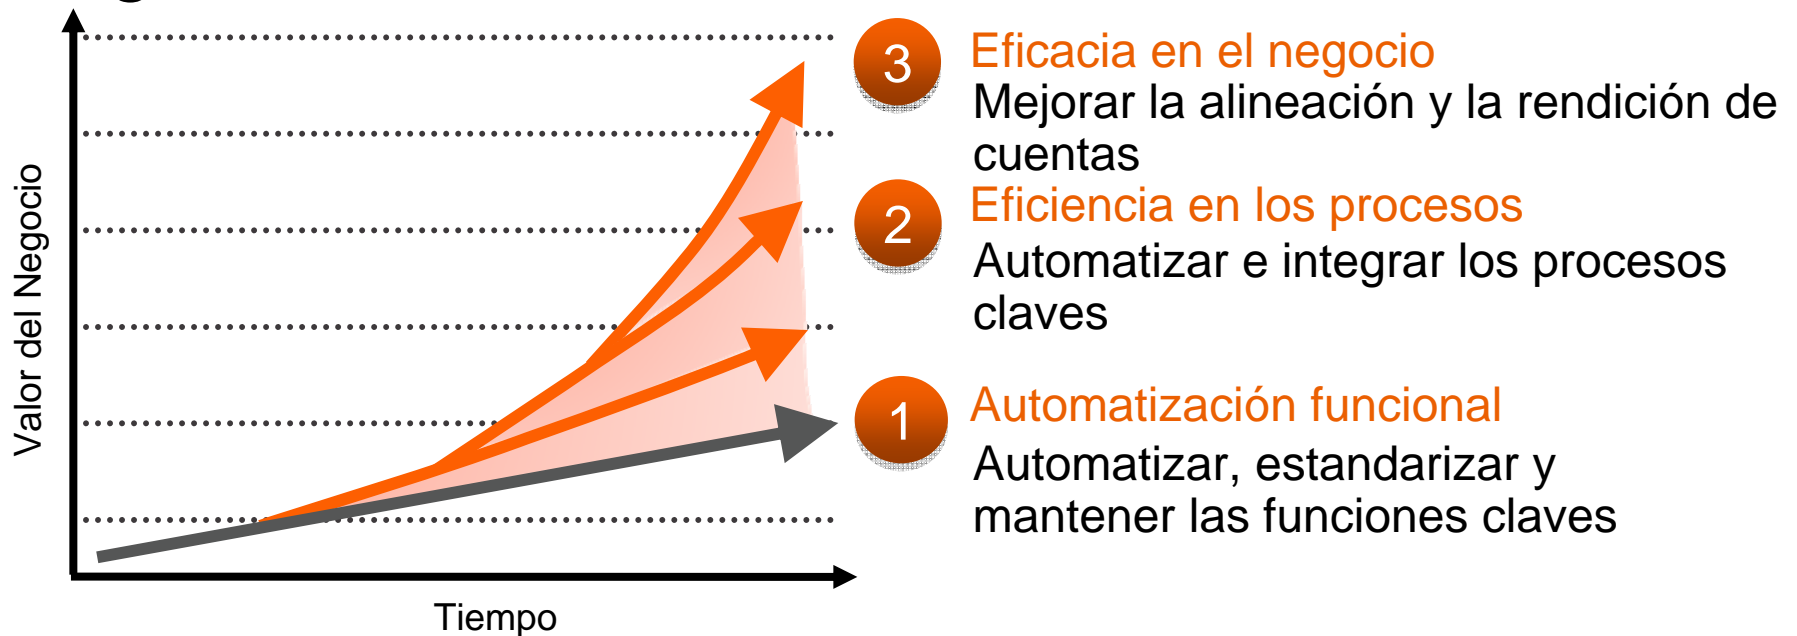 3
Eficacia en el negocio
Mejorar la alineación y la rendición de
cuentas
2
Eficiencia en los procesos
Automatizar e integrar los procesos
claves
1
Automatización funcional
Automatizar, estandarizar y
mantener las funciones claves
Valor del Negocio
Tiempo